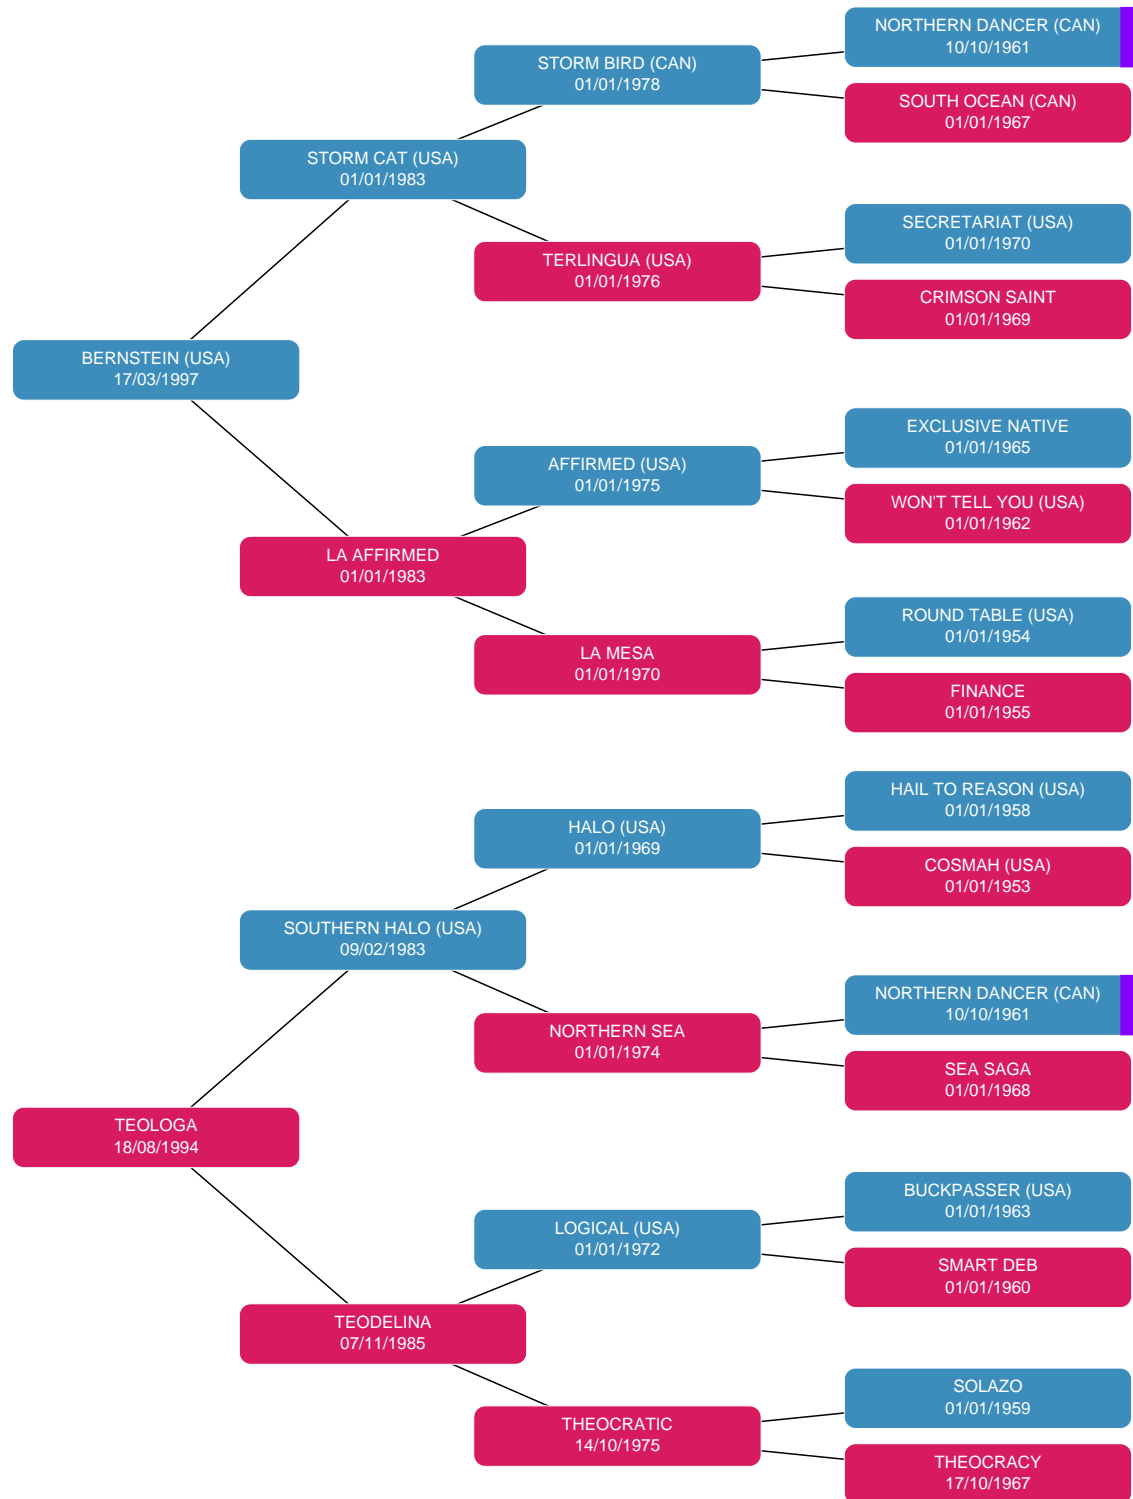 NORTHERN DANCER (CAN)
10/10/1961
STORM BIRD (CAN)
01/01/1978
SOUTH OCEAN (CAN)
01/01/1967
STORM CAT (USA)
01/01/1983
SECRETARIAT (USA)
01/01/1970
TERLINGUA (USA)
01/01/1976
CRIMSON SAINT
01/01/1969
BERNSTEIN (USA)
17/03/1997
EXCLUSIVE NATIVE
01/01/1965
AFFIRMED (USA)
01/01/1975
WON'T TELL YOU (USA)
01/01/1962
LA AFFIRMED
01/01/1983
ROUND TABLE (USA)
01/01/1954
LA MESA
01/01/1970
FINANCE
01/01/1955
HAIL TO REASON (USA)
01/01/1958
HALO (USA)
01/01/1969
COSMAH (USA)
01/01/1953
SOUTHERN HALO (USA)
09/02/1983
NORTHERN DANCER (CAN)
10/10/1961
NORTHERN SEA
01/01/1974
SEA SAGA
01/01/1968
TEOLOGA
18/08/1994
BUCKPASSER (USA)
01/01/1963
LOGICAL (USA)
01/01/1972
SMART DEB
01/01/1960
TEODELINA
07/11/1985
SOLAZO
01/01/1959
THEOCRATIC
14/10/1975
THEOCRACY
17/10/1967